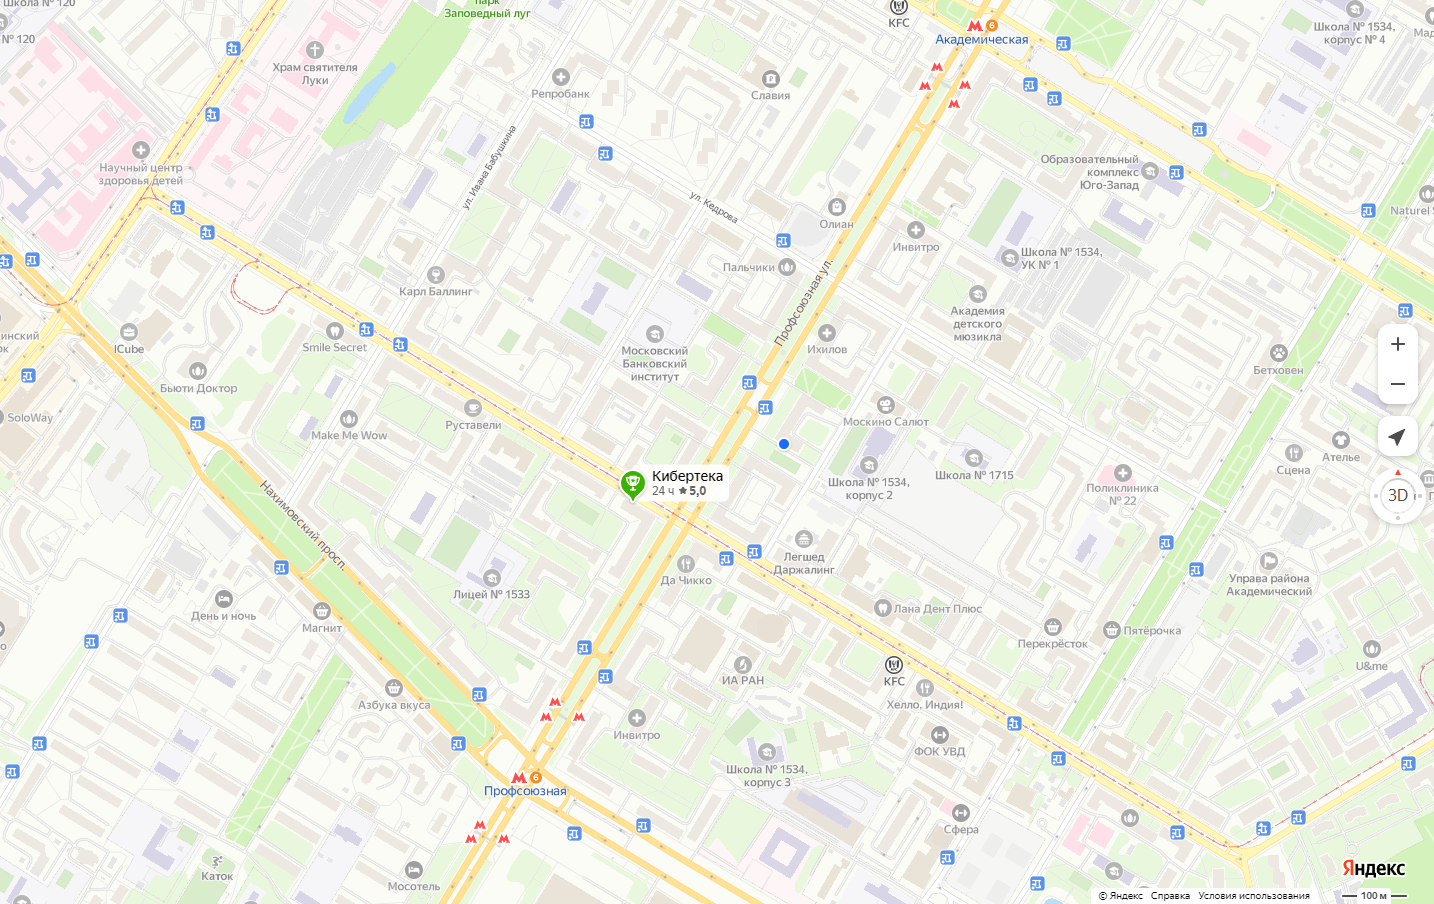 Школа № 120
№ 120
парк
Заповедный луг
KFC
6
Академическая
Школа № 1534,
корпус № 4
Храм святителя
Луки
Репробанк
Славия
Научный центр
здоровья детей
ул. Ивана Бабушкина
Образовательный
комплекс
Юго-Запад
ул. Кедрова
Олиан
Инвитро
Naturel S
Школа № 1534,
УК № 1
Пальчики
Карл Баллинг
Профсоюзная ул.
Академия
детского
мюзикла
ICube
Smile Secret
Московский
Банковский
институт
Ихилов
Бетховен
Бьюти Доктор
SoloWay
Make Me Wow
Руставели
Москино Салют
Сцена
Ателье
Кибертека
24 ч ★ 5,0
Школа № 1534,
корпус 2
Школа № 1715
Поликлиника
№ 22
3D
Нахимовский просп.
Легшед
Даржалинг
Да Чикко
Лицей № 1533
День и ночь
Магнит
Лана Дент Плюс
Перекрёсток
Пятёрочка
Управа района
Академический
U&me
ИА РАН
KFC
Хелло, Индия!
Азбука вкуса
Инвитро
ФОК УВД
Школа № 1534,
корпус 3
6
Профсоюзная
Сфера
Каток
Мосотель
Яндекс
© Яндекс Справка Условия использования
100 м